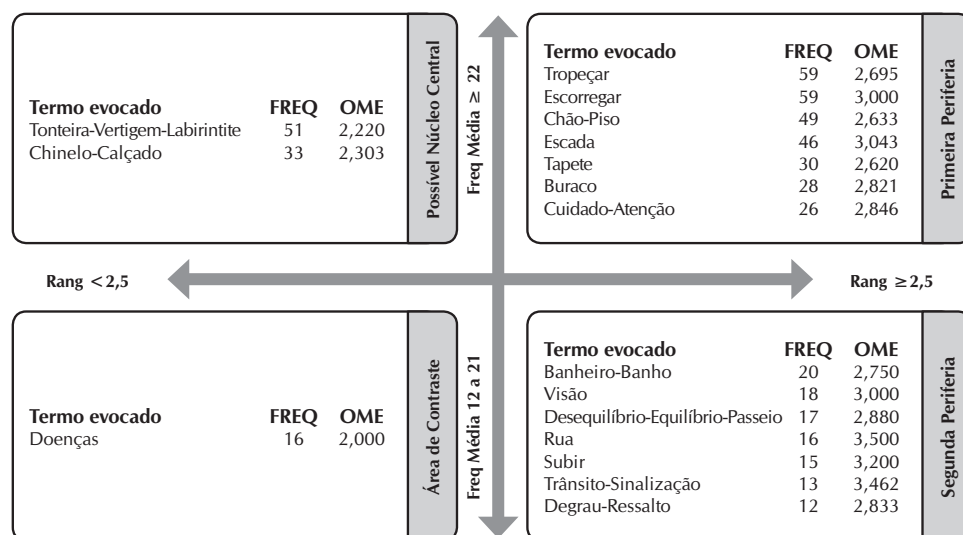 Termo evocado FREQ OME
Tonteira-Vertigem-Labirintite 51 2,220
Chinelo-Calçado 33 2,303
Possível Núcleo Central
Freq Média ≥ 22
Termo evocado FREQ OME
Tropeçar 59 2,695
Escorregar 59 3,000
Chão-Piso 49 2,633
Escada 46 3,043
Tapete 30 2,620
Buraco 28 2,821
Cuidado-Atenção 26 2,846
Primeira Periferia
Rang < 2,5
Rang ≥ 2,5
Termo evocado FREQ OME
Doenças 16 2,000
Área de Contraste
Freq Média 12 a 21
Termo evocado FREQ OME
Banheiro-Banho 20 2,750
Visão 18 3,000
Desequilíbrio-Equilíbrio-Passeio 17 2,880
Rua 16 3,500
Subir 15 3,200
Trânsito-Sinalização 13 3,462
Degrau-Ressalto 12 2,833
Segunda Periferia